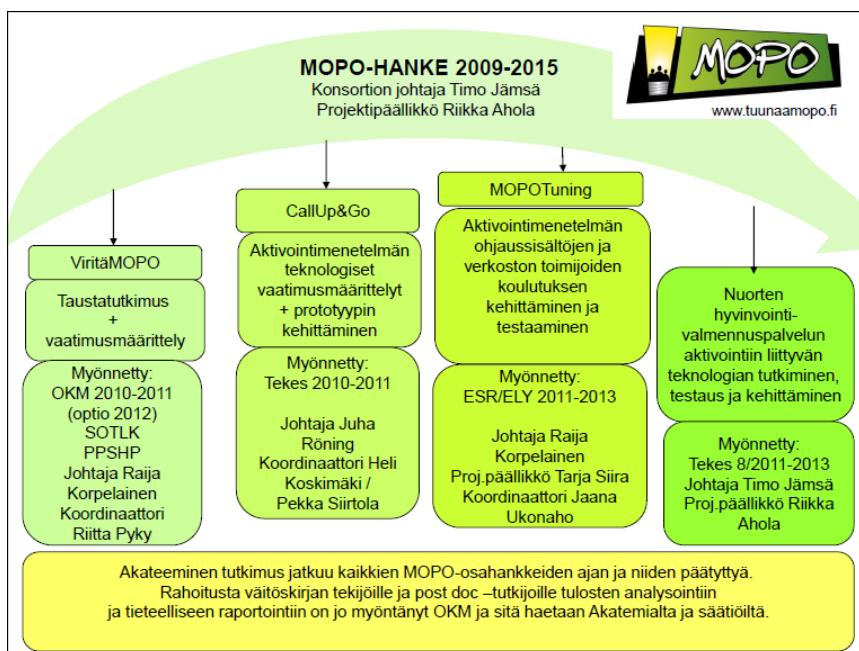 MOPO-HANKE 2009-2015
Konsortion johtaja Timo Jämsä
Projektipäällikkö Riikka Ahola
MOPO
www.tuunaamopo.fi
ViritäMOPO
Taustatutkimus
+
vaatimusmäärittely
Myönnetty:
OKM 2010-2011
(optio 2012)
SOTLK
PPSHP
Johtaja Raija
Korpelainen
Koordinaattori
Riitta Pyky
CallUp&Go
Aktivointimenetelmän
teknologiset
vaatimusmäärittelyt
+ prototyypin
kehittäminen
Myönnetty:
Tekes 2010-2011
Johtaja Juha
Röning
Koordinaattori Heli
Koskimäki /
Pekka Siirtola
MOPOTuning
Aktivointimenetelmän
ohjaussisältöjen ja
verkoston toimijoiden
koulutuksen
kehittäminen ja
testaaminen
Myönnetty:
ESR/ELY 2011-2013
Johtaja Raija
Korpelainen
Proj.päällikkö Tarja Siira
Koordinaattori Jaana
Ukonaho
Nuorten
hyvinvointi-
valmennuspalvelun
aktivointiin liittyvän
teknologian tutkiminen,
testaus ja kehittäminen
Myönnetty:
Tekes 8/2011-2013
Johtaja Timo Jämsä
Proj.päällikkö Riikka
Ahola
Akateeminen tutkimus jatkuu kaikkien MOPO-osahankkeiden ajan ja niiden päätyttyä.
Rahoitusta väitöskirjan tekijöille ja post doc –tutkijoille tulosten analysointiin
ja tieteelliseen raportointiin on jo myöntänyt OKM ja sitä haetaan Akatemialta ja säätiöiltä.